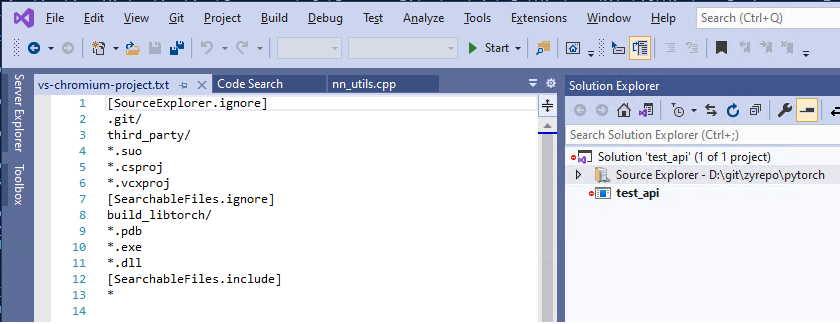 File Edit View Git Project Build Debug Test Analyze Tools Extensions Window Help Search (Ctrl+Q)
Start
vs-chromium-project.txt Code Search nn_utils.cpp
Server Explorer
Toolbox
1 [SourceExplorer.ignore]
2 .git/
3 third_party/
4 *.suo
5 *.csproj
6 *.vcxproj
7 [SearchableFiles.ignore]
8 build_libtorch/
9 *.pdb
10 *.exe
11 *.dll
12 [SearchableFiles.include]
13 *
14
Solution Explorer
Search Solution Explorer (Ctrl+;)
Solution 'test_api' (1 of 1 project)
Source Explorer - D:\git\zyrepo\pytorch
test_api